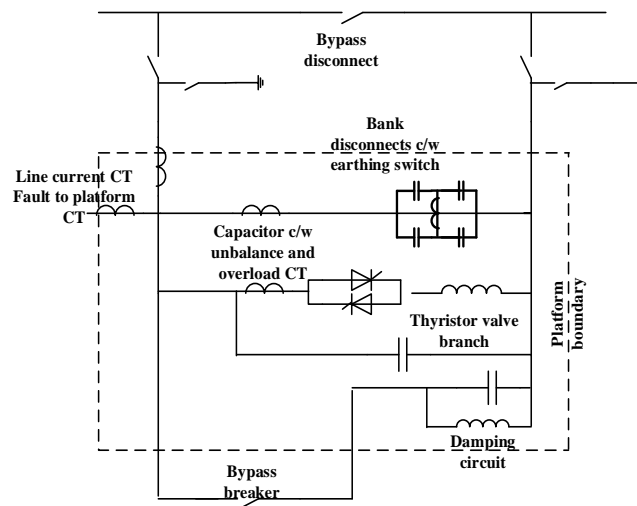 Bypass
disconnect
Bank
disconnects c/w
earthing switch
Line current CT
Fault to platform
CT
Capacitor c/w
unbalance and
overload CT
Thyristor valve
branch
Platform
boundary
Damping
circuit
Bypass
breaker